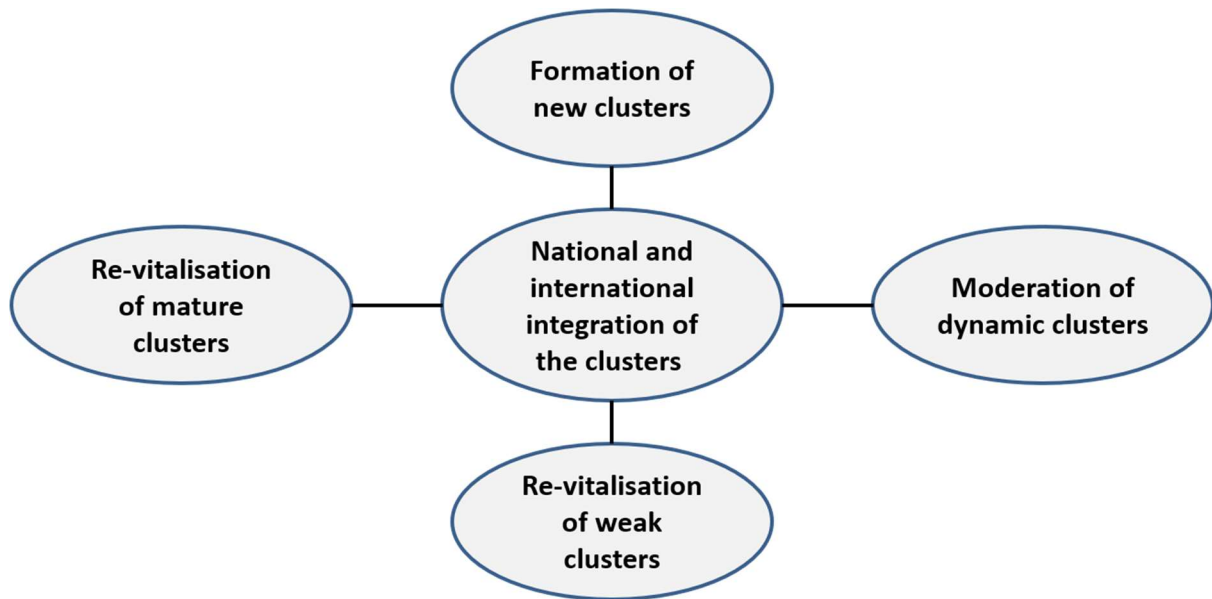 Formation of
new clusters
Re-vitalisation
of mature
clusters
National and
international
integration of
the clusters
Moderation of
dynamic clusters
Re-vitalisation
of weak
clusters